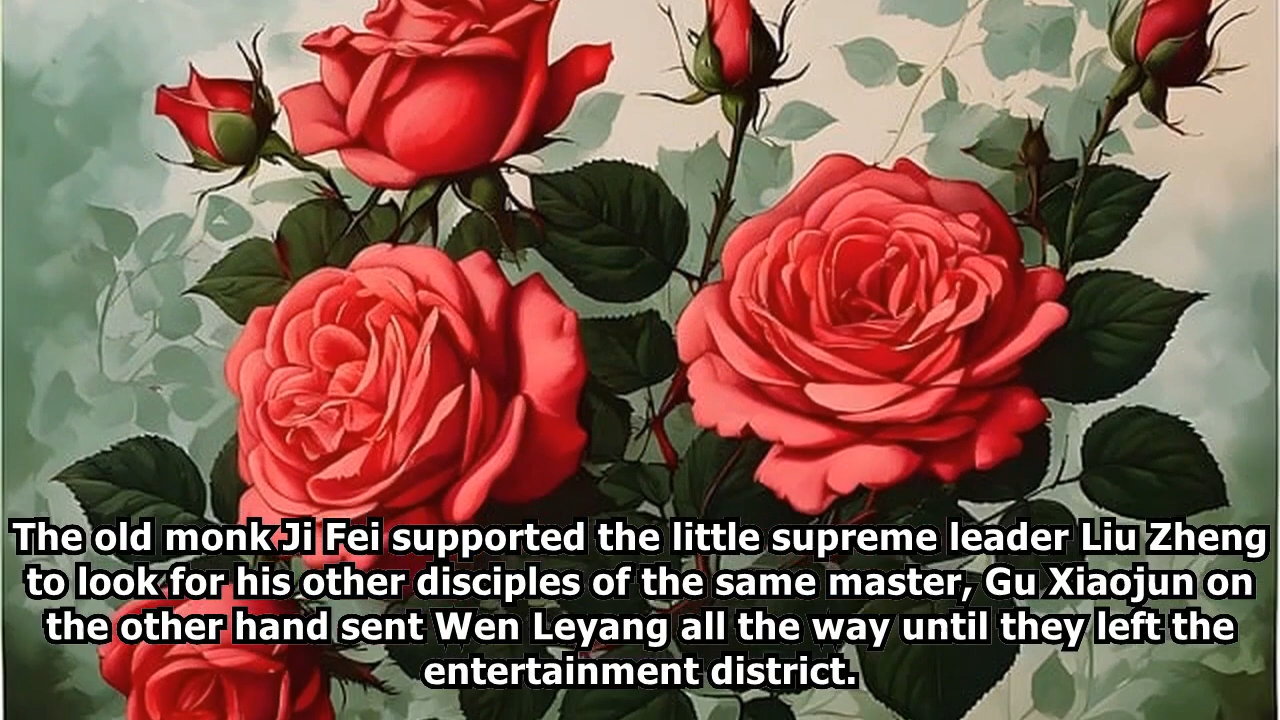 The old monk Ji Fei supported the little supreme leader Liu Zheng
to look for his other disciples of the same master, Gu Xiaojun on
the other hand sent Wen Leyang all the way until they left the
entertainment district.